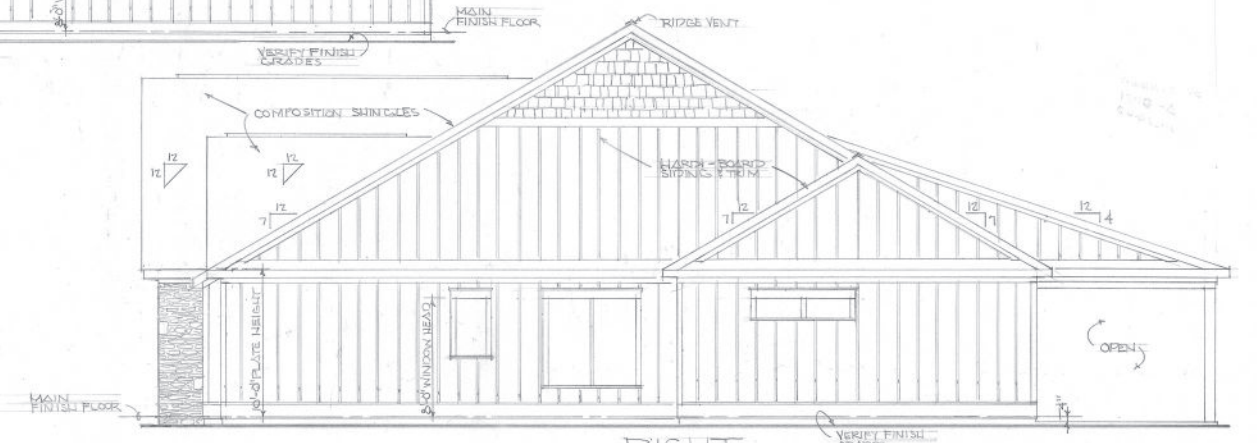 MAIN
FINISH FLOOR
RIDGE VENT
VERIFY FINISH
GRADES
COMPOSITION SHINGLES
12
12
12
12
HARDI-BOARD
SIDING & TRIM
12
7
12
7
12
7
12
4
10'-0" PLATE HEIGHT
8'-0" WINDOW HEAD
OPEN
MAIN
FINISH FLOOR
4"
VERIFY FINISH
RIGHT